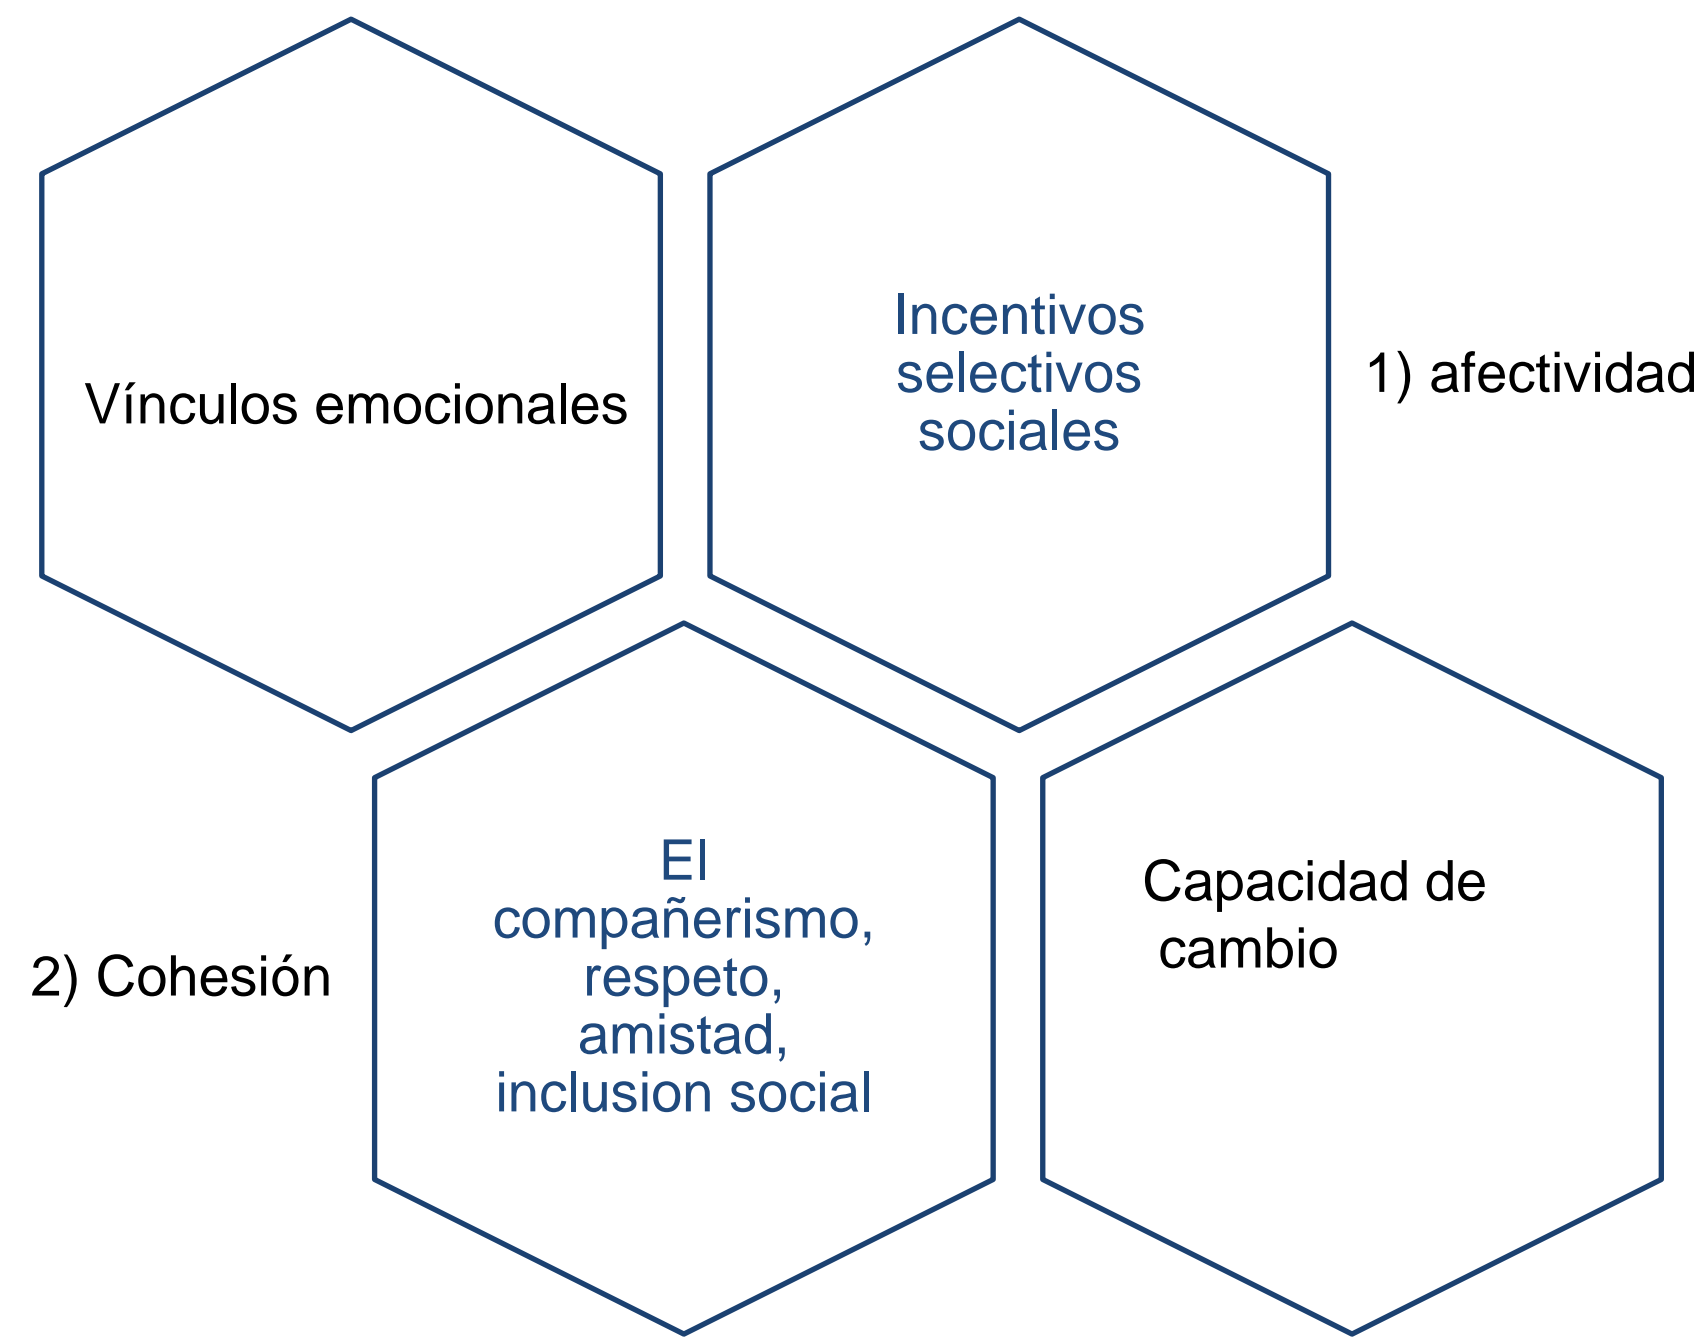 Vínculos emocionales
Incentivos
selectivos
sociales
1) afectividad
2) Cohesión
El
compañerismo,
respeto,
amistad,
inclusion social
Capacidad de
cambio